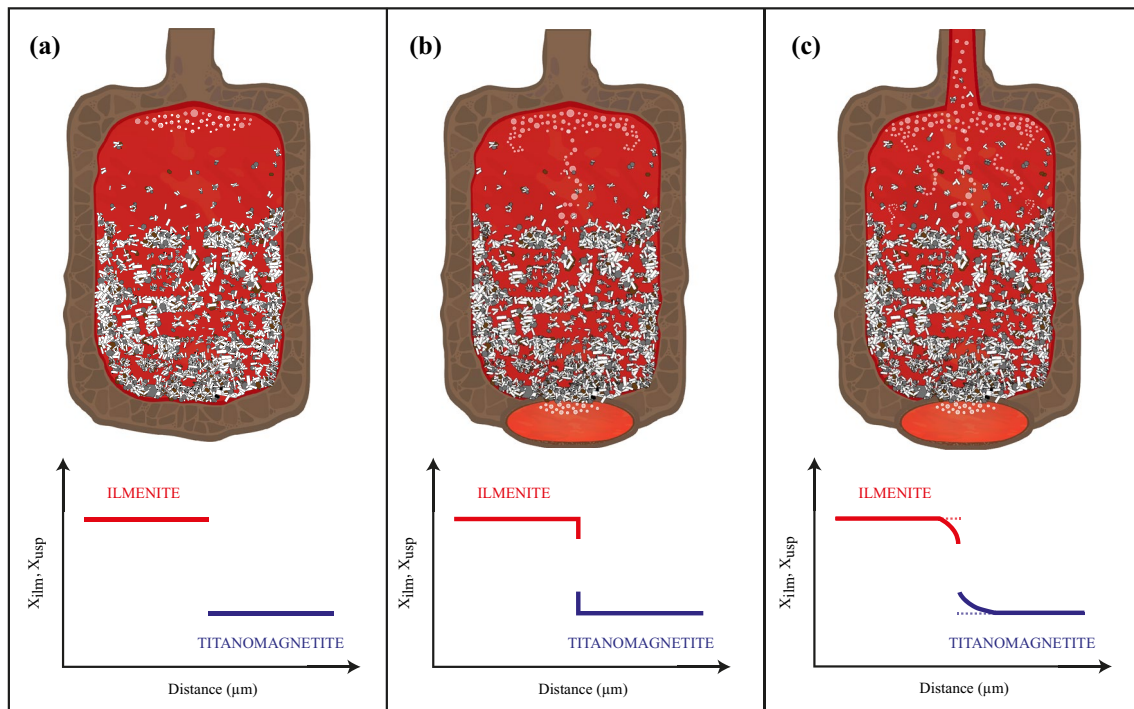 (a)
ILMENITE
TITANOMAGNETITE
Xilm, Xusp
Distance (µm)
(b)
ILMENITE
TITANOMAGNETITE
Xilm, Xusp
Distance (µm)
(c)
ILMENITE
TITANOMAGNETITE
Xilm, Xusp
Distance (µm)